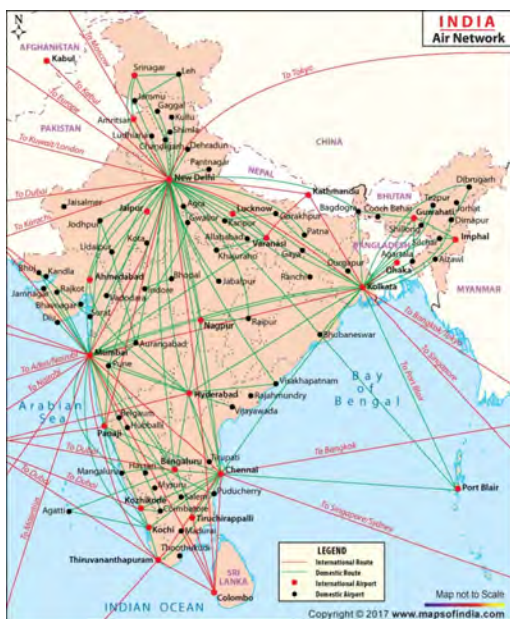 N
INDIA
Air Network
AFGHANISTAN
Kabul
To Moscow
To Kabul
To Europe
To Kuwait/London
To Dubai
To Karachi
To Tokyo
PAKISTAN
CHINA
NEPAL
BHUTAN
BANGLADESH
MYANMAR
Srinagar
Leh
Jammu
Gaggal
Amritsar
Kullu
Ludhiana
Shimla
Chandigarh
Dehradun
Pantnagar
New Delhi
Jaisalmer
Jaipur
Jodhpur
Agra
Gwalior
Lucknow
Kanpur
Gorakhpur
Kathmandu
Bagdogra
Cooch Behar
Dibrugarh
Tezpur
Jorhat
Guwahati
Dimapur
Shillong
Silchar
Imphal
Agartala
Aizawl
Dhaka
Udaipur
Kota
Allahabad
Varanasi
Patna
Khajuraho
Gaya
Durgapur
Ranchi
Kolkata
Bhuj
Kandla
Ahmedabad
Jamnagar
Rajkot
Vadodara
Indore
Bhopal
Jabalpur
Bhavnagar
Diu
Surat
Nagpur
Raipur
Bhubaneswar
Mumbai
Aurangabad
Pune
To Nairobi
Arabian
Sea
Bay
of
Bengal
Hyderabad
Visakhapatnam
Rajahmundry
Vijayawada
To Bangkok
To Singapore
To Port Blair
Belgaum
Hubballi
Panaji
To Dubai
To Dubai
To Dubai
To Mauritius
Mangaluru
Hassan
Bengaluru
Tirupati
Chennai
Mysuru
Puducherry
Kozhikode
Salem
Coimbatore
Agatti
Kochi
Tiruchirappalli
Madurai
Thoothukudi
Thiruvananthapuram
SRI
LANKA
Colombo
Port Blair
To Bangkok
To Singapore/Sydney
INDIAN OCEAN
LEGEND
International Route
Domestic Route
International Airport
Domestic Airport
Map not to Scale
Copyright © 2017 www.mapsofindia.com